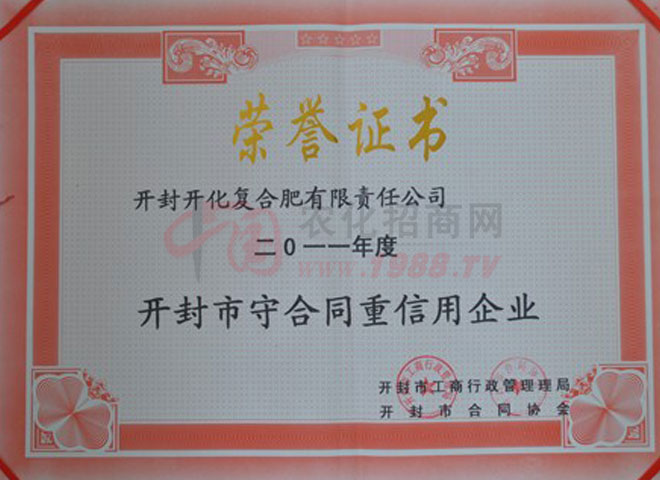 荣誉证书
开封开化复合肥有限责任公司
农化招商网
二0一一年度
www.1988.TV
开封市守合同重信用企业
开封市工商行政管理理局
开封市合同协会